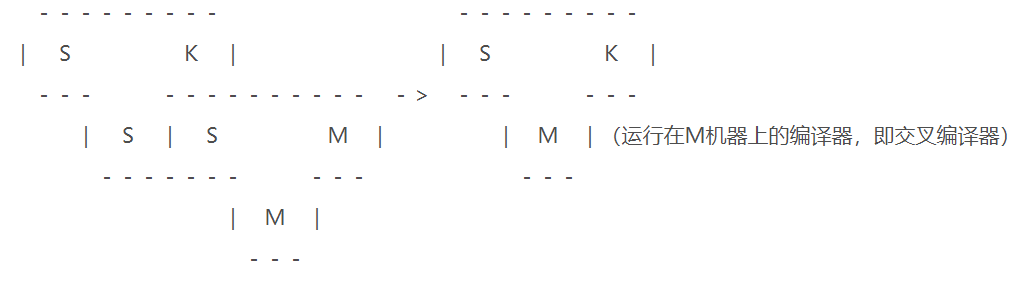 - - - - - - - - - - - - - - - - - -
| S K | | S K |
- - - - - - - - - - - - - - -> - - - - - -
| S | S M | | M | （运行在M机器上的编译器，即交叉编译器）
- - - - - - - - - - - - -
| M |
- - -